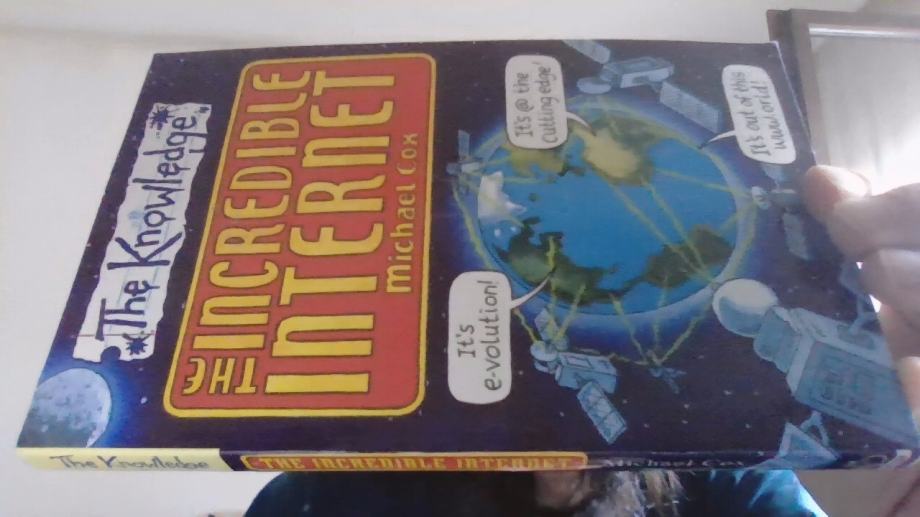 The Knowledge
THE INCREDIBLE
INTERNET
Michael Cox
It's @ the
cutting edge!
It's out of this
www.orld!
It's
e-volution!
The Knowledge THE INCREDIBLE INTERNET Michael Cox